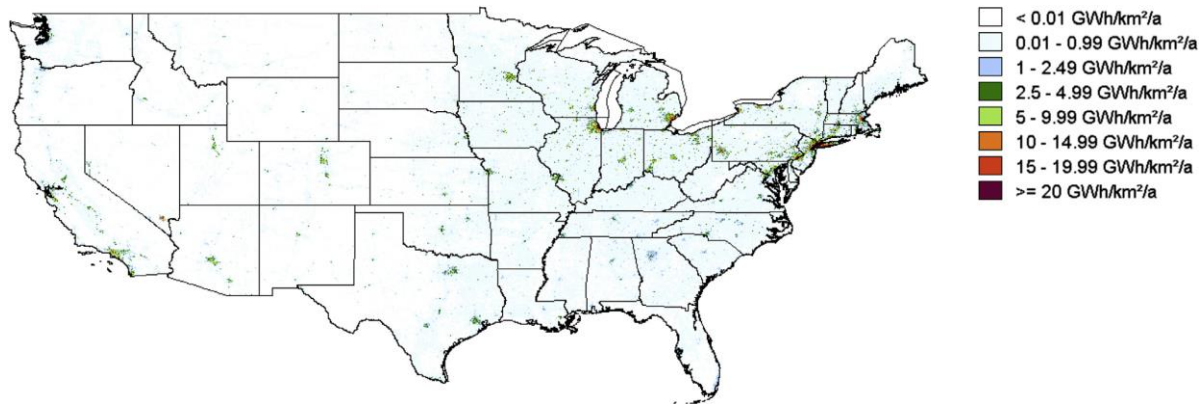 < 0.01 GWh/km²/a
0.01 - 0.99 GWh/km²/a
1 - 2.49 GWh/km²/a
2.5 - 4.99 GWh/km²/a
5 - 9.99 GWh/km²/a
10 - 14.99 GWh/km²/a
15 - 19.99 GWh/km²/a
>= 20 GWh/km²/a